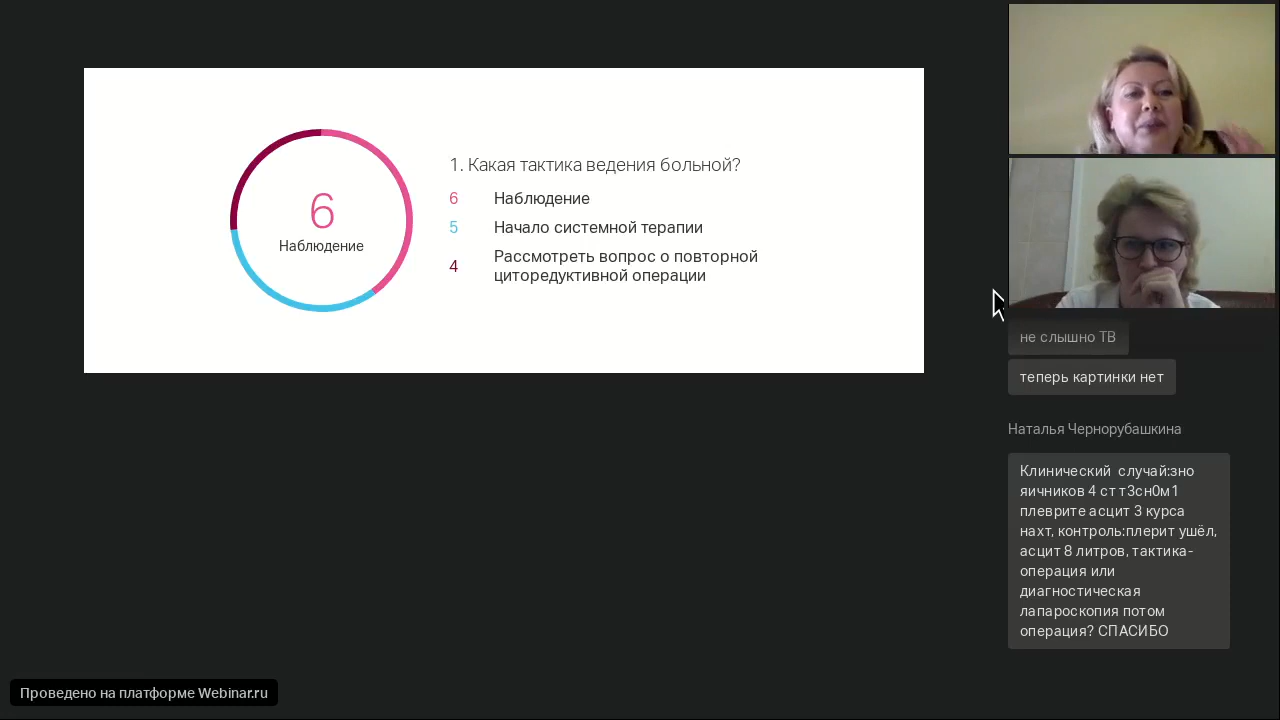 6
Наблюдение
1. Какая тактика ведения больной?
6 Наблюдение
5 Начало системной терапии
4 Рассмотреть вопрос о повторной
циторедуктивной операции
не слышно ТВ
теперь картинки нет
Наталья Чернорубашкина
Клинический случай:зно
яичников 4 ст т3сн0м1
плеврите асцит 3 курса
нахт, контроль:плерит ушёл,
асцит 8 литров, тактика-
операция или
диагностическая
лапароскопия потом
операция? СПАСИБО
Проведено на платформе Webinar.ru